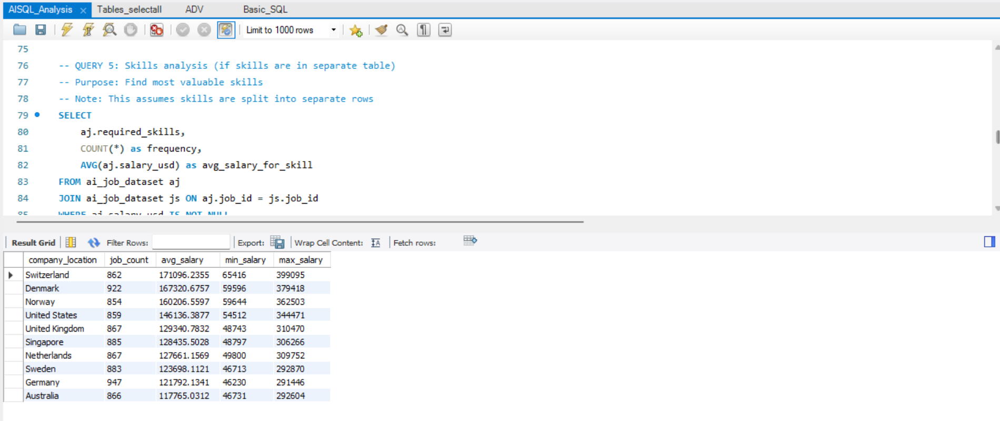 AISQL_Analysis Tables_selectall ADV Basic_SQL
Limit to 1000 rows
75
76 -- QUERY 5: Skills analysis (if skills are in separate table)
77 -- Purpose: Find most valuable skills
78 -- Note: This assumes skills are split into separate rows
79 SELECT
80 aj.required_skills,
81 COUNT(*) as frequency,
82 AVG(aj.salary_usd) as avg_salary_for_skill
83 FROM ai_job_dataset aj
84 JOIN ai_job_dataset js ON aj.job_id = js.job_id
85 WHERE aj.salary_usd IS NOT NULL
Result Grid Filter Rows: Export: Wrap Cell Content: Fetch rows:
company_location job_count avg_salary min_salary max_salary
Switzerland 862 171096.2355 65416 399095
Denmark 922 167320.6757 59596 379418
Norway 854 160206.5597 59644 362503
United States 859 146136.3877 54512 344471
United Kingdom 867 129340.7832 48743 310470
Singapore 885 128435.5028 48797 306266
Netherlands 867 127661.1569 49800 309752
Sweden 883 123698.1121 46713 292870
Germany 947 121792.1341 46230 291446
Australia 866 117765.0312 46731 292604